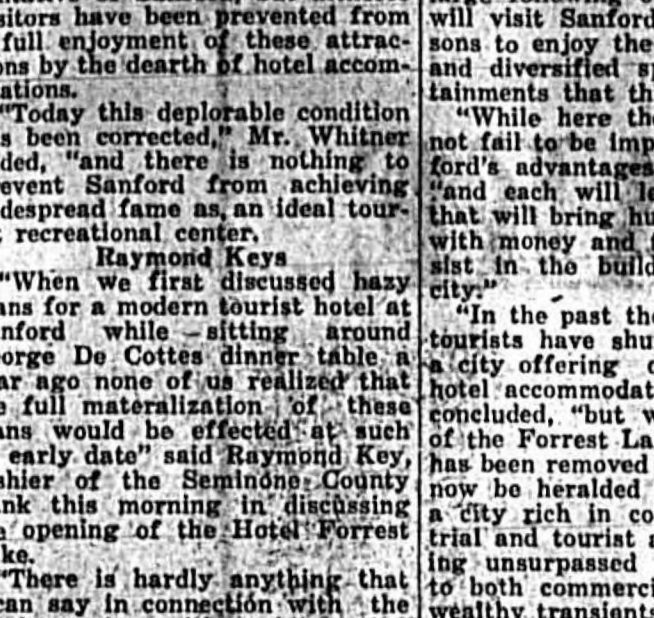 sitors have been prevented from
full enjoyment of these attrac-
ons by the dearth of hotel accom-
ations.
"Today this deplorable condition
s been corrected," Mr. Whitner
ded, "and there is nothing to
event Sanford from achieving
despread fame as, an ideal tour-
recreational center.
Raymond Keys
"When we first discussed hazy
ans for a modern tourist hotel at
nford while sitting around
orge De Cottes dinner table a
ar ago none of us realized that
e full materalization of these
ans would be effected at such
early date" said Raymond Key,
shier of the Seminone County
nk this morning in discussing
e opening of the Hotel Forrest
ke.
"There is hardly anything that
can say in connection with the
will visit Sanford
sons to enjoy the
and diversified sp
tainments that th
"While here the
not fail to be imp
ford's advantages
"and each will le
that will bring hu
with money and
sist in the build
city."
"In the past the
tourists have shu
a city offering
hotel accommodat
concluded, "but w
of the Forrest La
has been removed
now be heralded
a city rich in co
trial and tourist a
ing unsurpassed
to both commerci
wealthy transients